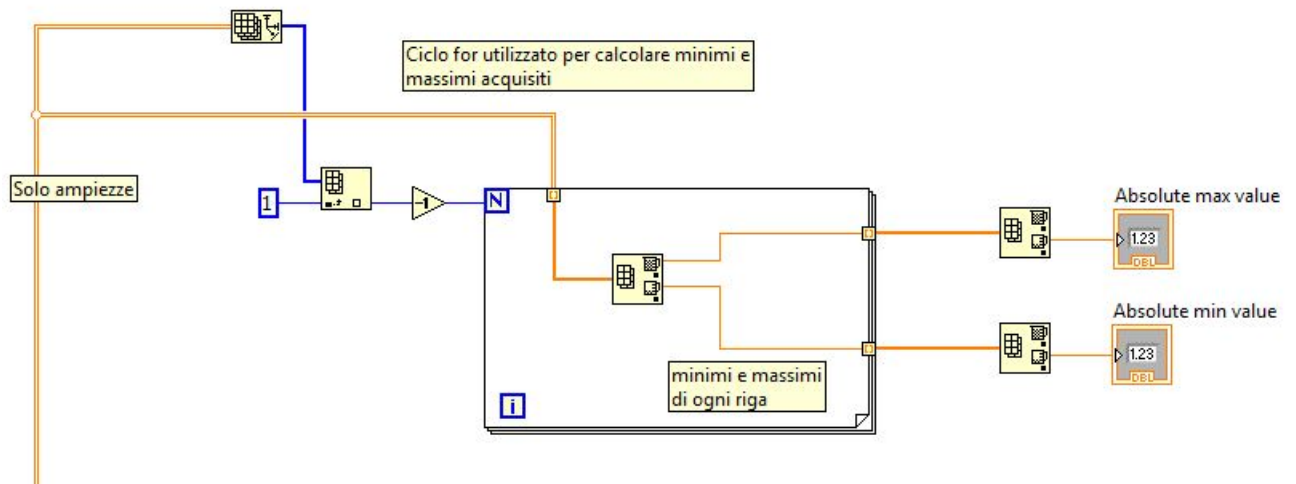 Ciclo for utilizzato per calcolare minimi e
massimi acquisiti
Solo ampiezze
1
-1
N
Absolute max value
1.23
DBL
Absolute min value
1.23
DBL
minimi e massimi
di ogni riga
i